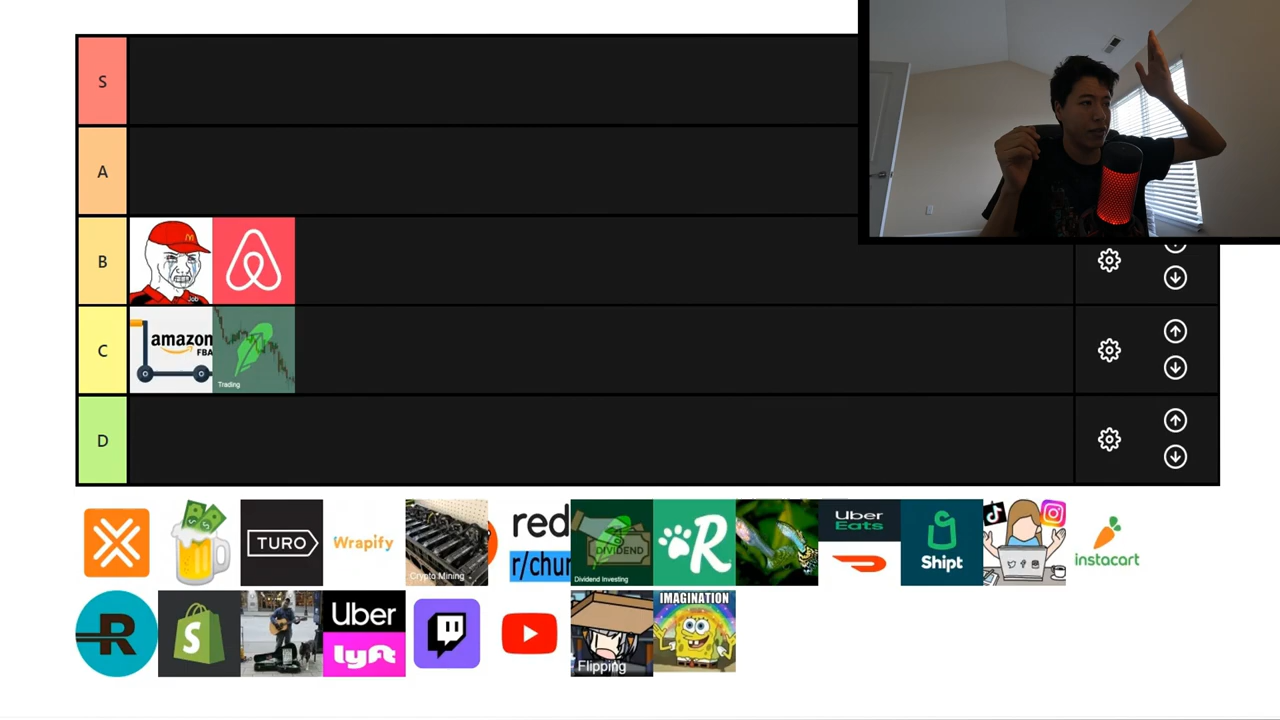 S
A
B
Job
C
amazon
FBA
Trading
D
TURO
Wrapify
Crypto Mining
red
r/chur
DIVIDEND
Dividend Investing
R
Uber
Eats
Shipt
instacart
R
S
Uber
lyft
Flipping
IMAGINATION